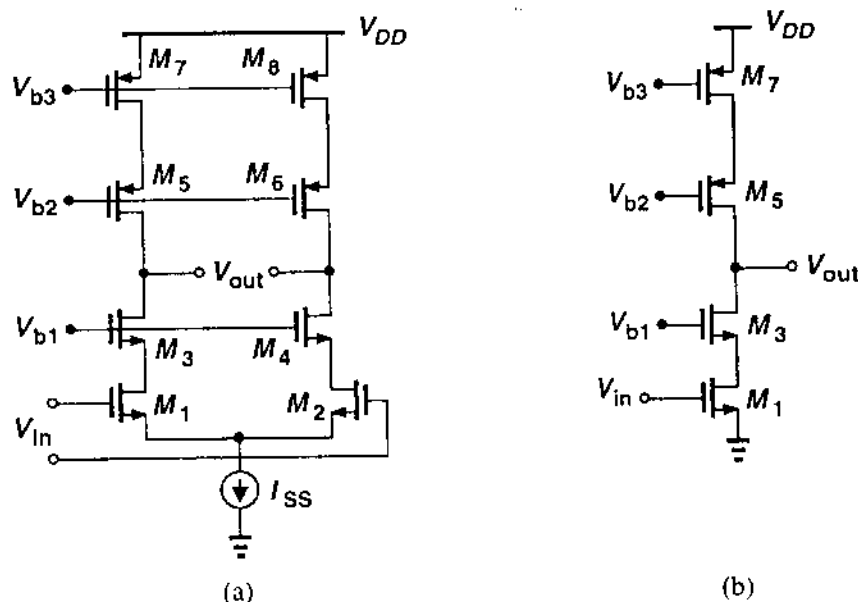 V_DD
M_7
M_8
V_b3
M_5
M_6
V_b2
V_out
V_b1
M_3
M_4
M_1
M_2
V_In
I_SS
(a)
V_DD
V_b3
M_7
V_b2
M_5
V_out
V_b1
M_3
V_in
M_1
(b)